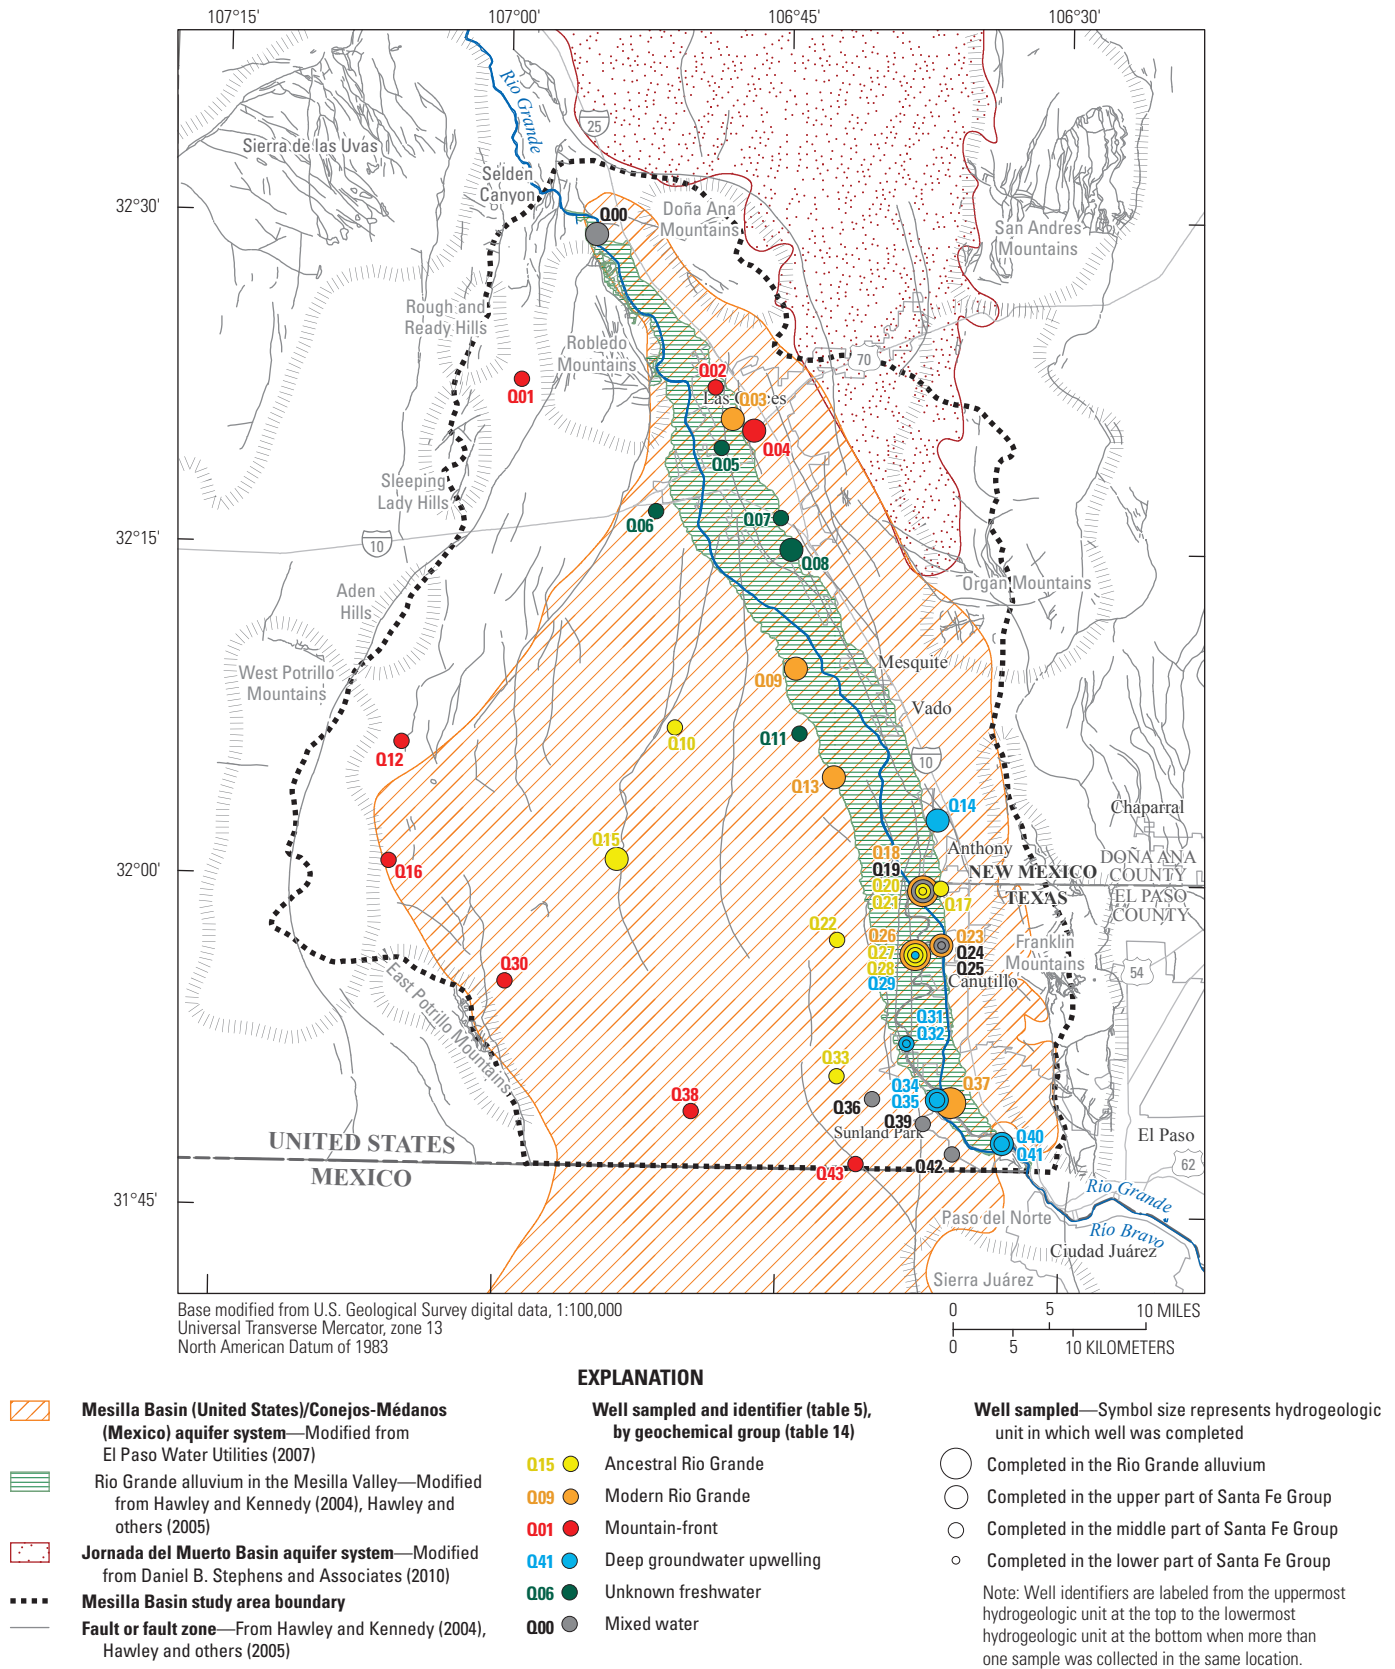 107°15'
107°00'
106°45'
106°30'
32°30'
32°15'
32°00'
31°45'
Rio Grande
25
Sierra de las Uvas
Selden
Canyon
Q00
Doña Ana
Mountains
San Andres
Mountains
Rough and
Ready Hills
Robledo
Mountains
70
Q01
Q02
Las Cruces
Q03
Q04
Q05
Sleeping
Lady Hills
Q06
Q07
10
Q08
Organ Mountains
Aden
Hills
West Potrillo
Mountains
Mesquite
Q09
Vado
Q10
Q11
Q12
10
Q13
Q14
Chaparral
Q15
Anthony
Q16
Q18
Q19
Q20
Q21
Q17
NEW MEXICO
TEXAS
DOÑA ANA
COUNTY
EL PASO
COUNTY
Q22
Q26
Q27
Q28
Q29
Q23
Q24
Q25
Franklin
Mountains
54
Canutillo
Q30
East Potrillo Mountains
Q31
Q32
Q33
Q34
Q35
Q37
Q36
Q38
Q39
Sunland Park
Q40
Q41
El Paso
62
Q42
Q43
UNITED STATES
MEXICO
Rio Grande
Río Bravo
Paso del Norte
Ciudad Juárez
Sierra Juárez
Base modified from U.S. Geological Survey digital data, 1:100,000
Universal Transverse Mercator, zone 13
North American Datum of 1983
0 5 10 MILES
0 5 10 KILOMETERS
EXPLANATION
Mesilla Basin (United States)/Conejos-Médanos
(Mexico) aquifer system—Modified from
El Paso Water Utilities (2007)
Rio Grande alluvium in the Mesilla Valley—Modified
from Hawley and Kennedy (2004), Hawley and
others (2005)
Jornada del Muerto Basin aquifer system—Modified
from Daniel B. Stephens and Associates (2010)
Mesilla Basin study area boundary
Fault or fault zone—From Hawley and Kennedy (2004),
Hawley and others (2005)
Well sampled and identifier (table 5),
by geochemical group (table 14)
Q15 Ancestral Rio Grande
Q09 Modern Rio Grande
Q01 Mountain-front
Q41 Deep groundwater upwelling
Q06 Unknown freshwater
Q00 Mixed water
Well sampled—Symbol size represents hydrogeologic
unit in which well was completed
Completed in the Rio Grande alluvium
Completed in the upper part of Santa Fe Group
Completed in the middle part of Santa Fe Group
Completed in the lower part of Santa Fe Group
Note: Well identifiers are labeled from the uppermost
hydrogeologic unit at the top to the lowermost
hydrogeologic unit at the bottom when more than
one sample was collected in the same location.